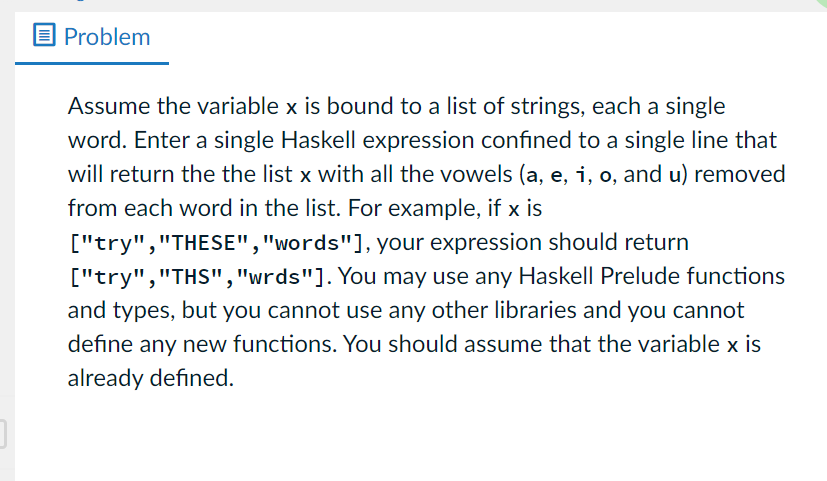 Problem
Assume the variable x is bound to a list of strings, each a single
word. Enter a single Haskell expression confined to a single line that
will return the the list x with all the vowels (a, e, i, o, and u) removed
from each word in the list. For example, if x is
["try","THESE","words"], your expression should return
["try","THS","wrds"]. You may use any Haskell Prelude functions
and types, but you cannot use any other libraries and you cannot
define any new functions. You should assume that the variable x is
already defined.